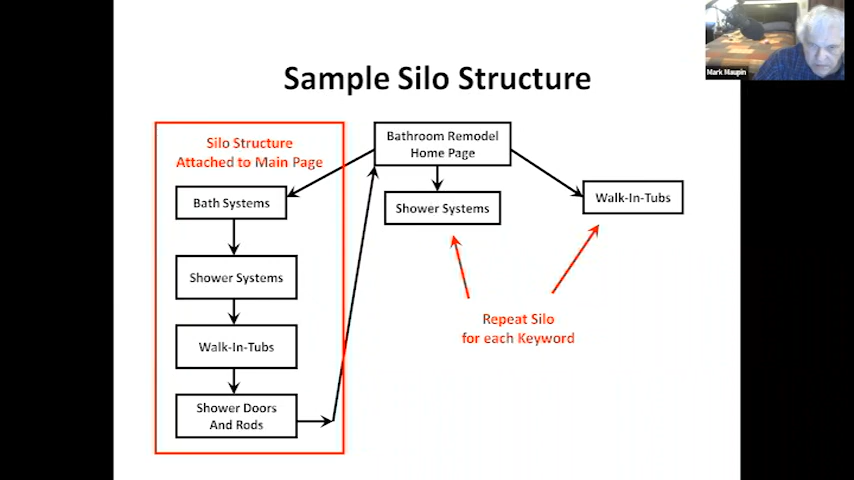 Sample Silo Structure
Mark Maupin
Silo Structure
Attached to Main Page
Bathroom Remodel
Home Page
Bath Systems
Shower Systems
Walk-In-Tubs
Shower Systems
Walk-In-Tubs
Shower Doors
And Rods
Repeat Silo
for each Keyword